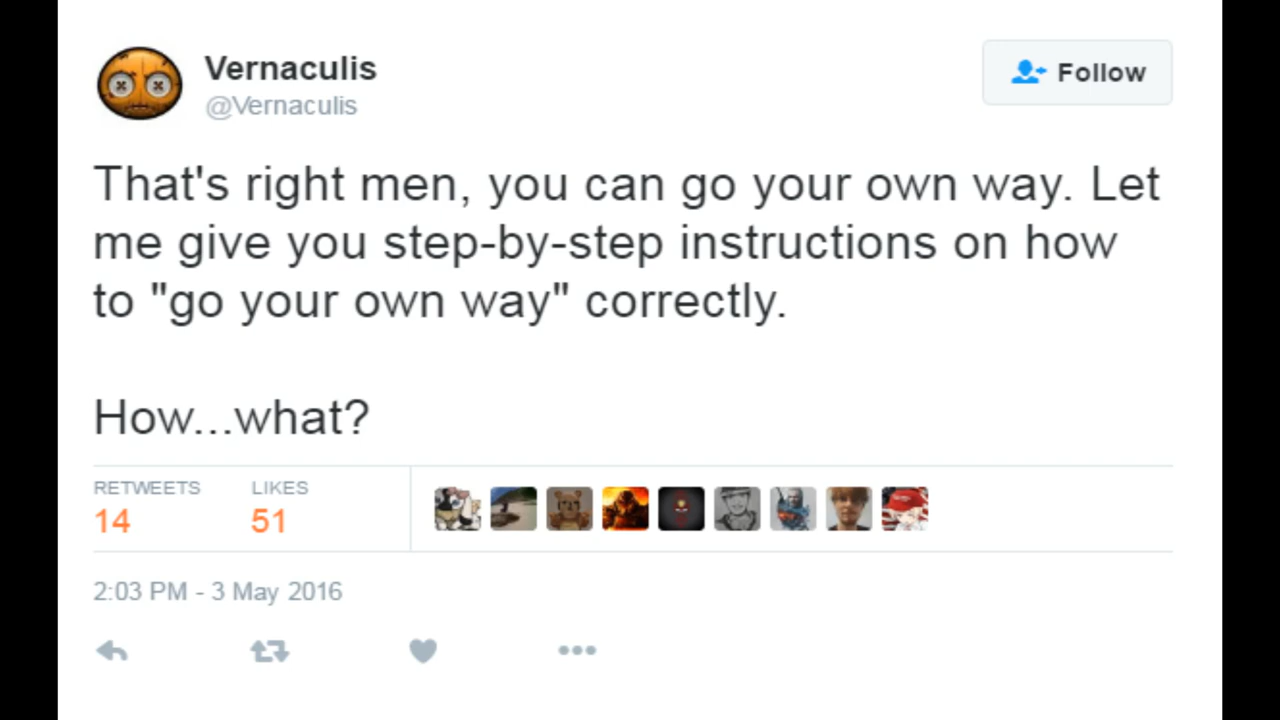 Vernaculis
@Vernaculis
Follow
That's right men, you can go your own way. Let
me give you step-by-step instructions on how
to "go your own way" correctly.
How...what?
RETWEETS LIKES
14 51
2:03 PM - 3 May 2016